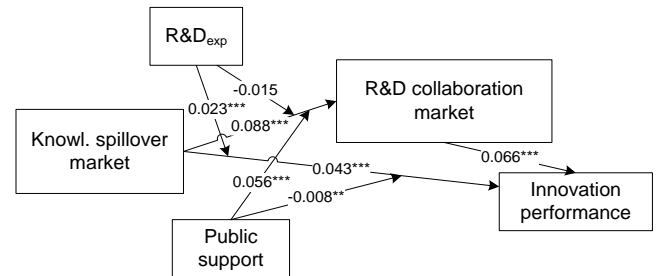 R&D_exp
-0.015
R&D collaboration
market
0.023***
0.088***
Knowl. spillover
market
0.066***
0.043***
0.056***
-0.008**
Innovation
performance
Public
support